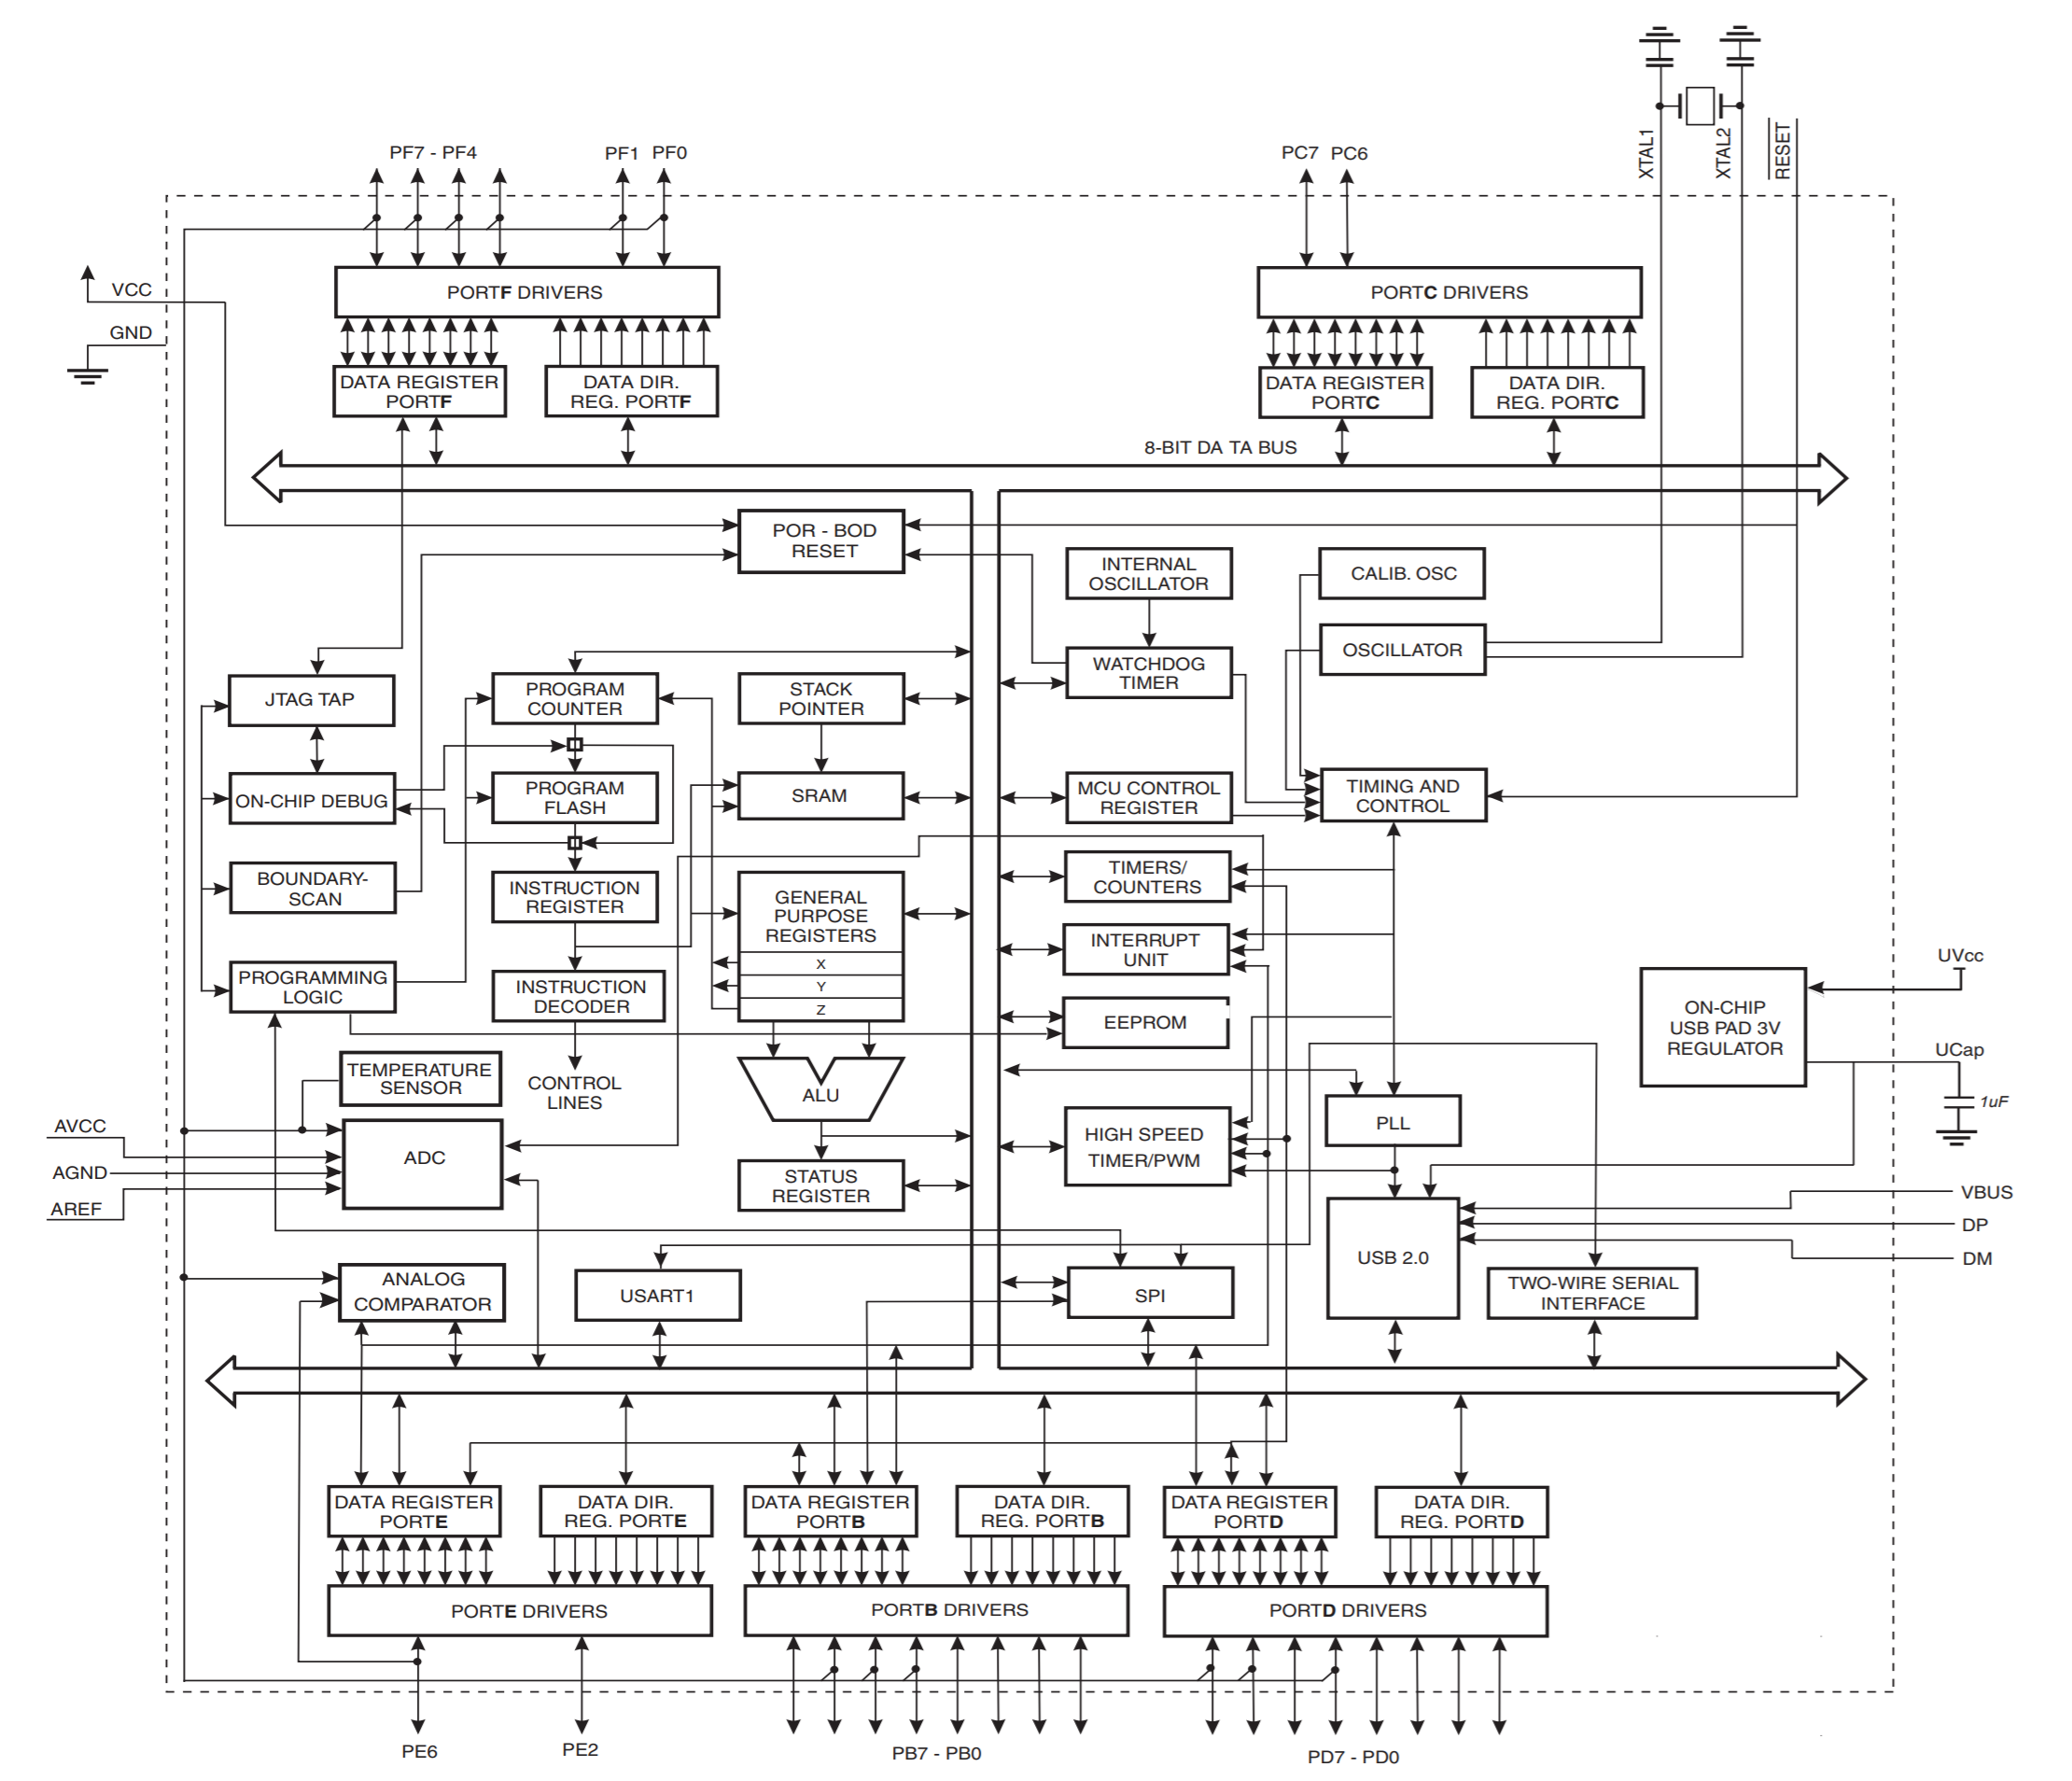 XTAL1
XTAL2
RESET
PF7 - PF4
PF1
PF0
PC7
PC6
VCC
GND
PORTF DRIVERS
PORTC DRIVERS
DATA REGISTER
PORTF
DATA DIR.
REG. PORTF
DATA REGISTER
PORTC
DATA DIR.
REG. PORTC
8-BIT DA TA BUS
POR - BOD
RESET
INTERNAL
OSCILLATOR
CALIB. OSC
OSCILLATOR
WATCHDOG
TIMER
JTAG TAP
PROGRAM
COUNTER
STACK
POINTER
ON-CHIP DEBUG
PROGRAM
FLASH
SRAM
MCU CONTROL
REGISTER
TIMING AND
CONTROL
BOUNDARY-
SCAN
INSTRUCTION
REGISTER
GENERAL
PURPOSE
REGISTERS
X
Y
Z
TIMERS/
COUNTERS
INTERRUPT
UNIT
PROGRAMMING
LOGIC
INSTRUCTION
DECODER
EEPROM
ON-CHIP
USB PAD 3V
REGULATOR
UVcc
UCap
1uF
TEMPERATURE
SENSOR
CONTROL
LINES
ALU
PLL
AVCC
AGND
AREF
ADC
HIGH SPEED
TIMER/PWM
STATUS
REGISTER
VBUS
DP
DM
USB 2.0
ANALOG
COMPARATOR
USART1
SPI
TWO-WIRE SERIAL
INTERFACE
DATA REGISTER
PORTE
DATA DIR.
REG. PORTE
DATA REGISTER
PORTB
DATA DIR.
REG. PORTB
DATA REGISTER
PORTD
DATA DIR.
REG. PORTD
PORTE DRIVERS
PORTB DRIVERS
PORTD DRIVERS
PE6
PE2
PB7 - PB0
PD7 - PD0